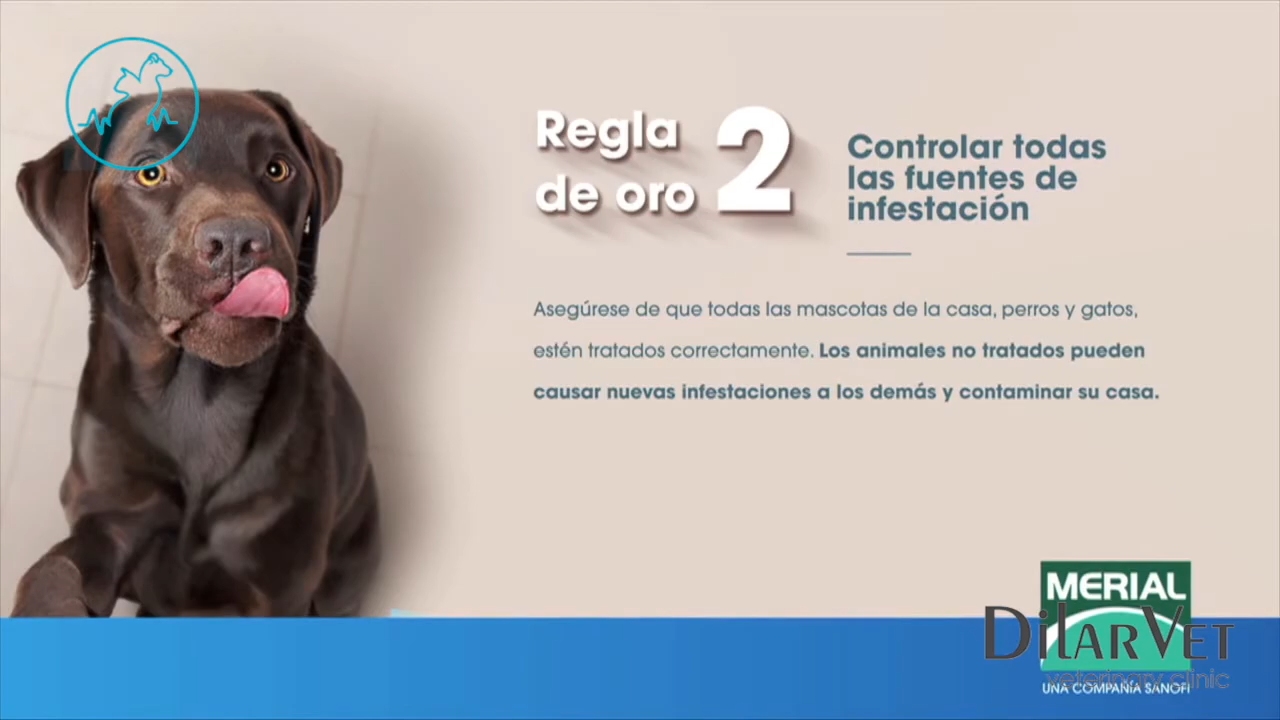 Regla
de oro 2
Controlar todas
las fuentes de
infestación
Asegúrese de que todas las mascotas de la casa, perros y gatos,
estén tratados correctamente. Los animales no tratados pueden
causar nuevas infestaciones a los demás y contaminar su casa.
MERIAL
DilarVet
veterinary clinic
UNA COMPAÑÍA SANOFI